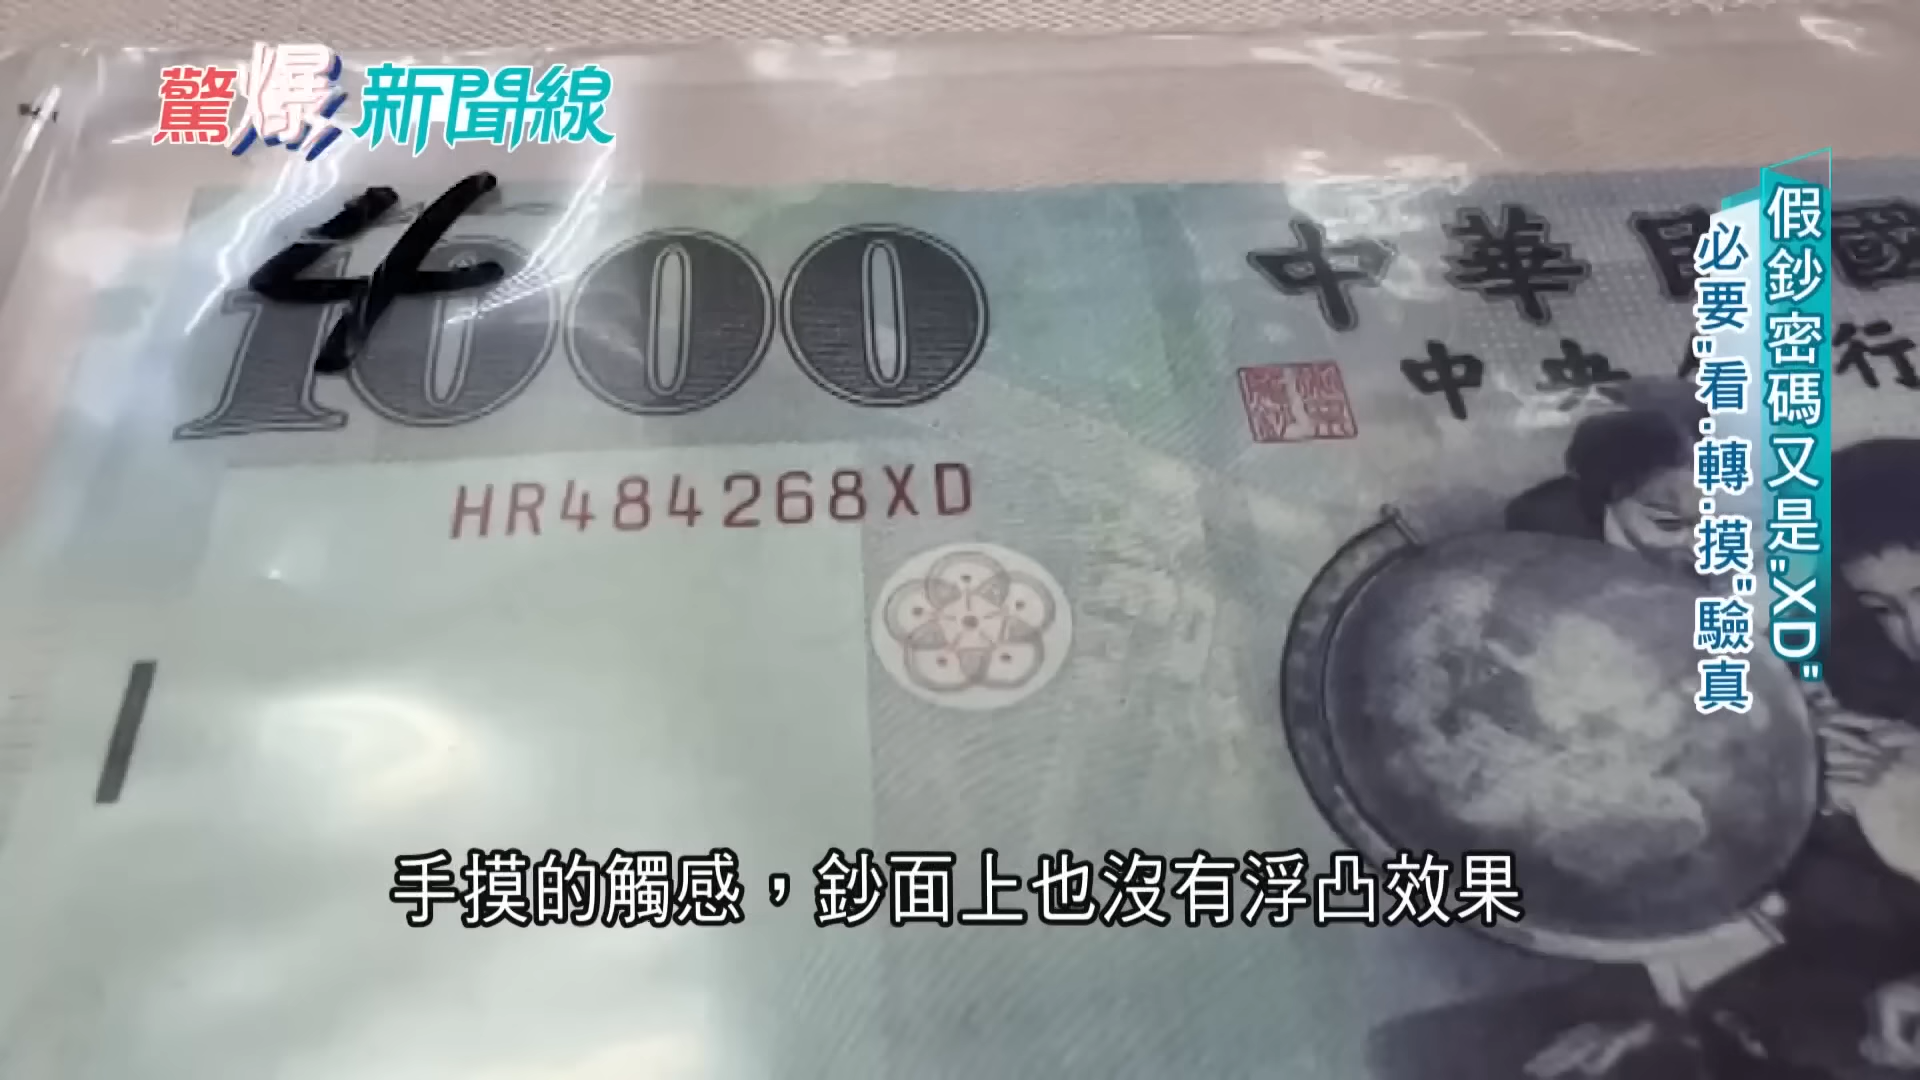 驚爆新聞線
4
1000
HR484268XD
中華民國
中央
行
假鈔密碼又是"XD"
必要"看.轉.摸"驗真
手摸的觸感，鈔面上也沒有浮凸效果